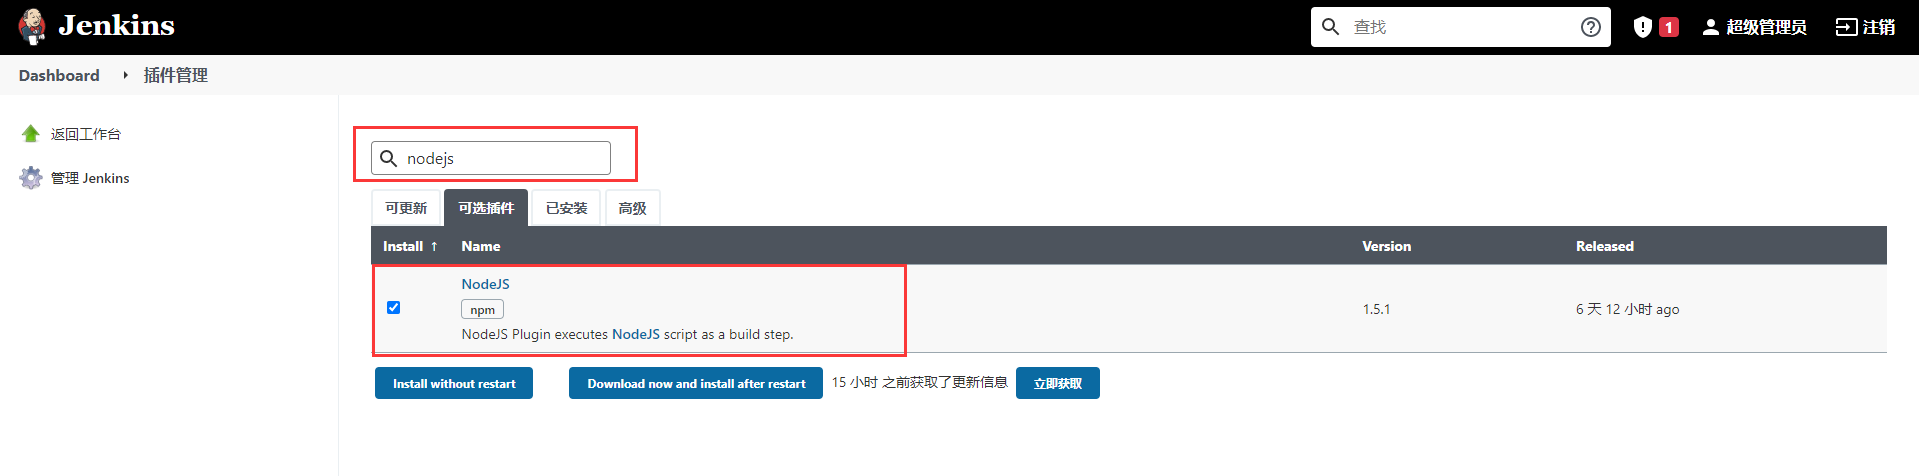 Jenkins
查找
1
超级管理员
注销
Dashboard
插件管理
返回工作台
管理 Jenkins
nodejs
可更新
可选插件
已安装
高级
Install ↑
Name
Version
Released
NodeJS
npm
NodeJS Plugin executes NodeJS script as a build step.
1.5.1
6 天 12 小时 ago
Install without restart
Download now and install after restart
15 小时 之前获取了更新信息
立即获取